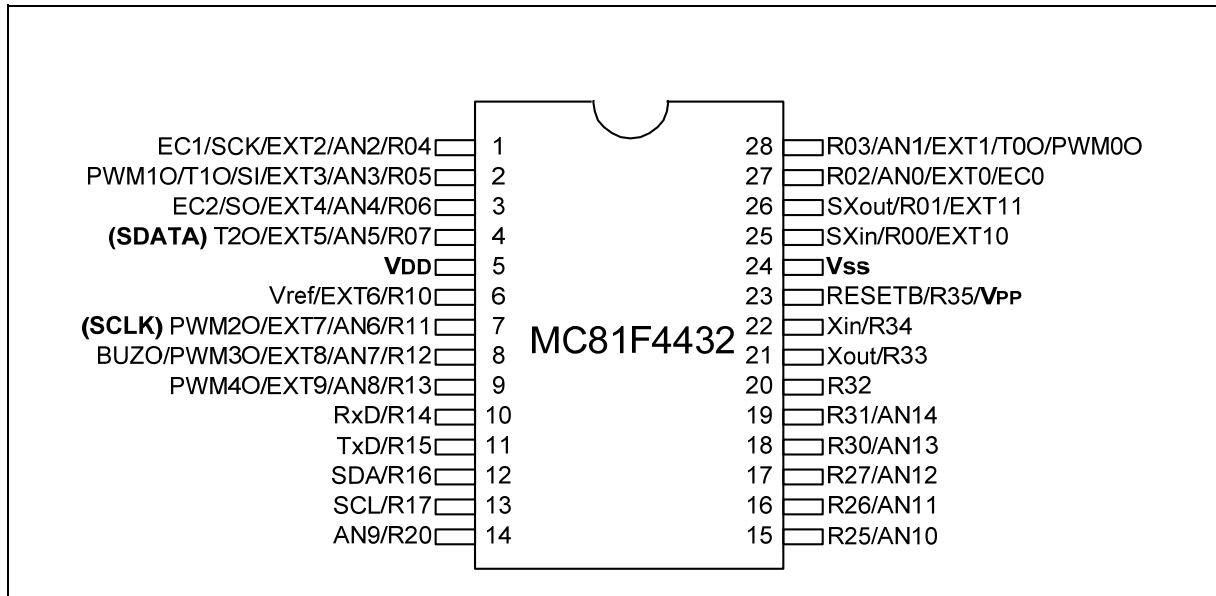 EC1/SCK/EXT2/AN2/R04 1 28 R03/AN1/EXT1/T0O/PWM0O
PWM1O/T1O/SI/EXT3/AN3/R05 2 27 R02/AN0/EXT0/EC0
EC2/SO/EXT4/AN4/R06 3 26 SXout/R01/EXT11
(SDATA) T2O/EXT5/AN5/R07 4 25 SXin/R00/EXT10
VDD 5 24 Vss
Vref/EXT6/R10 6 23 RESETB/R35/VPP
(SCLK) PWM2O/EXT7/AN6/R11 7 22 Xin/R34
MC81F4432
BUZO/PWM3O/EXT8/AN7/R12 8 21 Xout/R33
PWM4O/EXT9/AN8/R13 9 20 R32
RxD/R14 10 19 R31/AN14
TxD/R15 11 18 R30/AN13
SDA/R16 12 17 R27/AN12
SCL/R17 13 16 R26/AN11
AN9/R20 14 15 R25/AN10